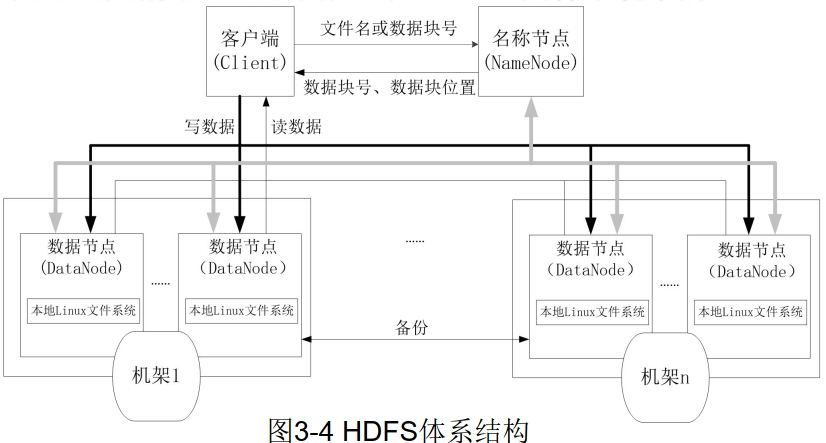 客户端
(Client)
文件名或数据块号
名称节点
(NameNode)
数据块号、数据块位置
写数据
读数据
数据节点
(DataNode)
……
数据节点
（DataNode）
……
数据节点
（DataNode）
……
数据节点
（DataNode）
本地Linux文件系统
本地Linux文件系统
本地Linux文件系统
本地Linux文件系统
备份
机架1
机架n
图3-4 HDFS体系结构